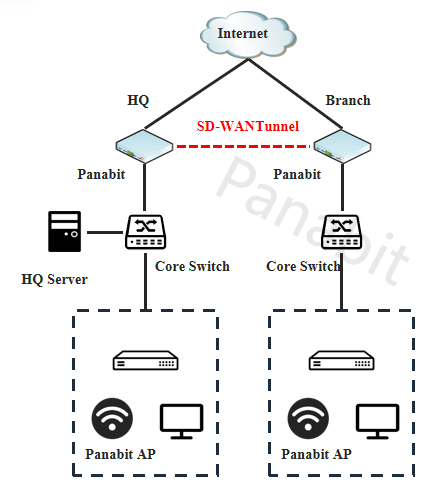 Internet
HQ
Branch
SD-WANTunnel
Panabit
Panabit
Panabit
Core Switch
Core Switch
HQ Server
Panabit AP
Panabit AP